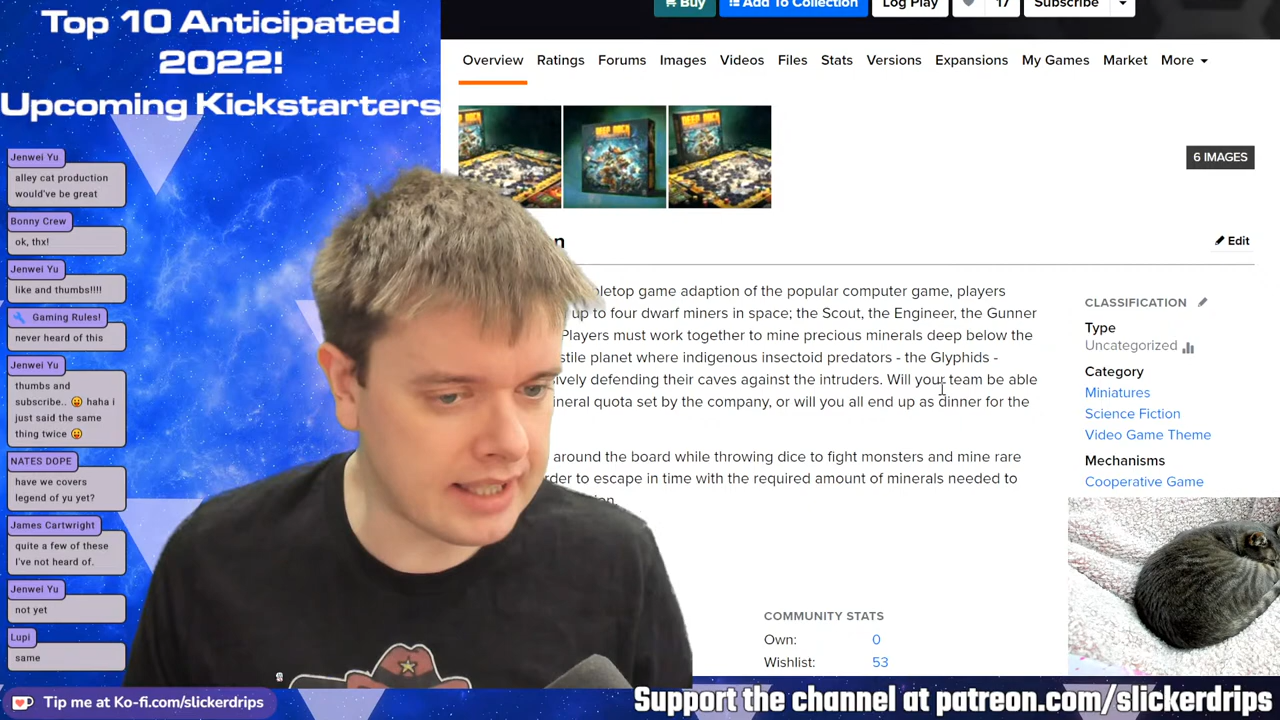 Top 10 Anticipated
2022!
Upcoming Kickstarters
Jenwei Yu
alley cat production
would've be great
Bonny Crew
ok, thx!
Jenwei Yu
like and thumbs!!!!
Gaming Rules!
never heard of this
Jenwei Yu
thumbs and
subscribe.. 😛 haha i
just said the same
thing twice 😛
NATES DOPE
have we covers
legend of yu yet?
James Cartwright
quite a few of these
I've not heard of.
Jenwei Yu
not yet
Lupi
same
Tip me at Ko-fi.com/slickerdrips
Buy
Add To Collection
Log Play
17
Subscribe
Overview
Ratings
Forums
Images
Videos
Files
Stats
Versions
Expansions
My Games
Market
More
DEEP ROCK
6 IMAGES
Edit
game adaption of the popular computer game, players
up to four dwarf miners in space; the Scout, the Engineer, the Gunner
Players must work together to mine precious minerals deep below the
planet where indigenous insectoid predators - the Glyphids -
defending their caves against the intruders. Will your team be able
quota set by the company, or will you all end up as dinner for the
around the board while throwing dice to fight monsters and mine rare
to escape in time with the required amount of minerals needed to
CLASSIFICATION
Type
Uncategorized
Category
Miniatures
Science Fiction
Video Game Theme
Mechanisms
Cooperative Game
COMMUNITY STATS
Own: 0
Wishlist: 53
Support the channel at patreon.com/slickerdrips